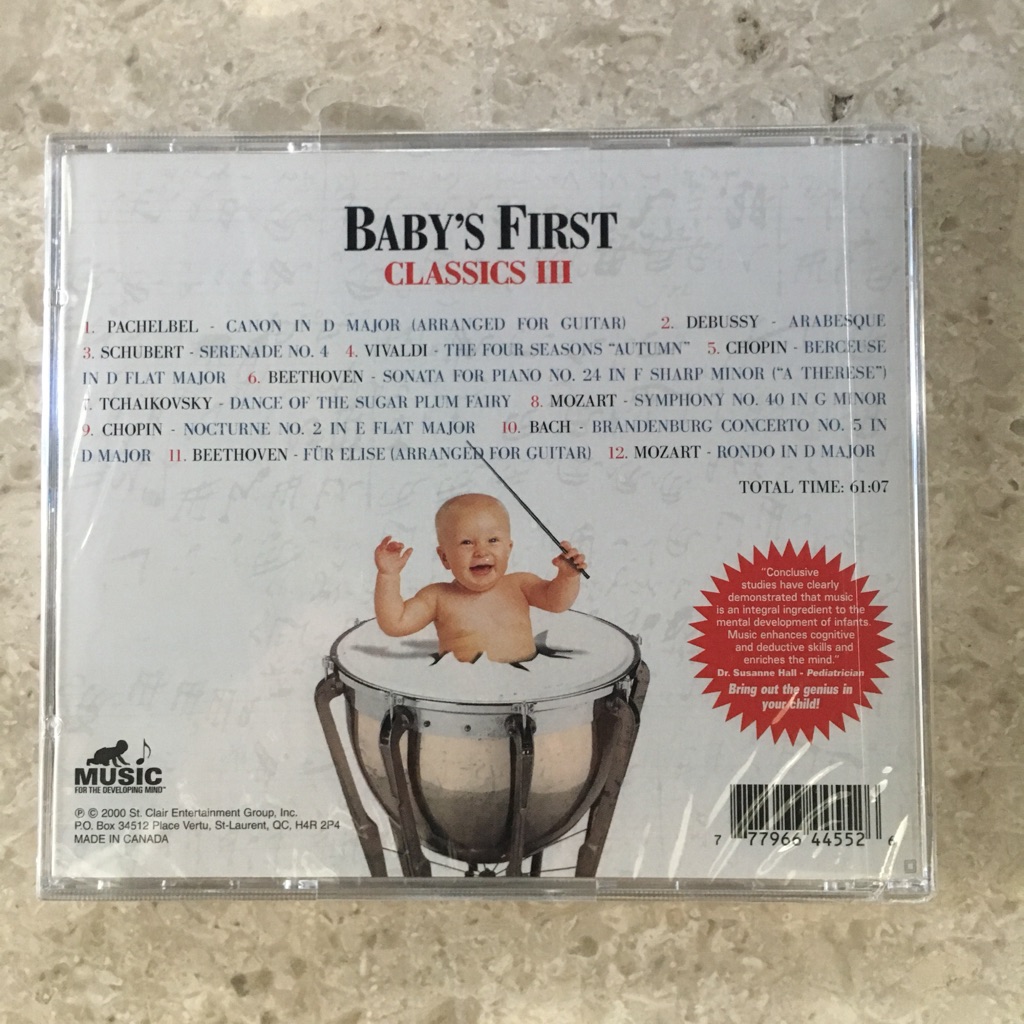 BABY'S FIRST
CLASSICS III
1. PACHELBEL - CANON IN D MAJOR (ARRANGED FOR GUITAR) 2. DEBUSSY - ARABESQUE
3. SCHUBERT - SERENADE NO. 4 4. VIVALDI - THE FOUR SEASONS "AUTUMN" 5. CHOPIN - BERCEUSE
IN D FLAT MAJOR 6. BEETHOVEN - SONATA FOR PIANO NO. 24 IN F SHARP MINOR ("A THERESE")
7. TCHAIKOVSKY - DANCE OF THE SUGAR PLUM FAIRY 8. MOZART - SYMPHONY NO. 40 IN G MINOR
9. CHOPIN - NOCTURNE NO. 2 IN E FLAT MAJOR 10. BACH - BRANDENBURG CONCERTO NO. 5 IN
D MAJOR 11. BEETHOVEN - FÜR ELISE (ARRANGED FOR GUITAR) 12. MOZART - RONDO IN D MAJOR
TOTAL TIME: 61:07
"Conclusive
studies have clearly
demonstrated that music
is an integral ingredient to the
mental development of infants.
Music enhances cognitive
and deductive skills and
enriches the mind."
Dr. Susanne Hall - Pediatrician
Bring out the genius in
your child!
MUSIC
FOR THE DEVELOPING MIND™
℗ © 2000 St. Clair Entertainment Group, Inc.
P.O. Box 34512 Place Vertu, St-Laurent, QC, H4R 2P4
MADE IN CANADA
7 77966 44552 6